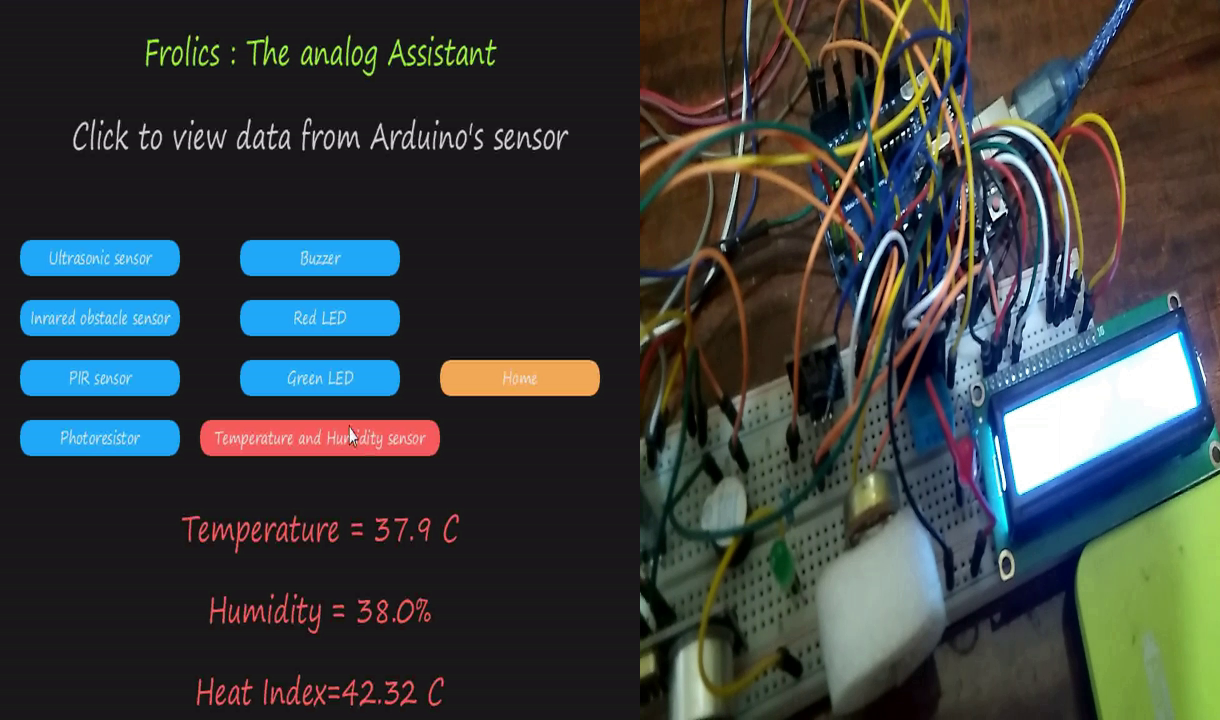 Frolics : The analog Assistant
Click to view data from Arduino's sensor
Ultrasonic sensor
Buzzer
Inrared obstacle sensor
Red LED
PIR sensor
Green LED
Home
Photoresistor
Temperature and Humidity sensor
Temperature = 37.9 C
Humidity = 38.0%
Heat Index=42.32 C
16